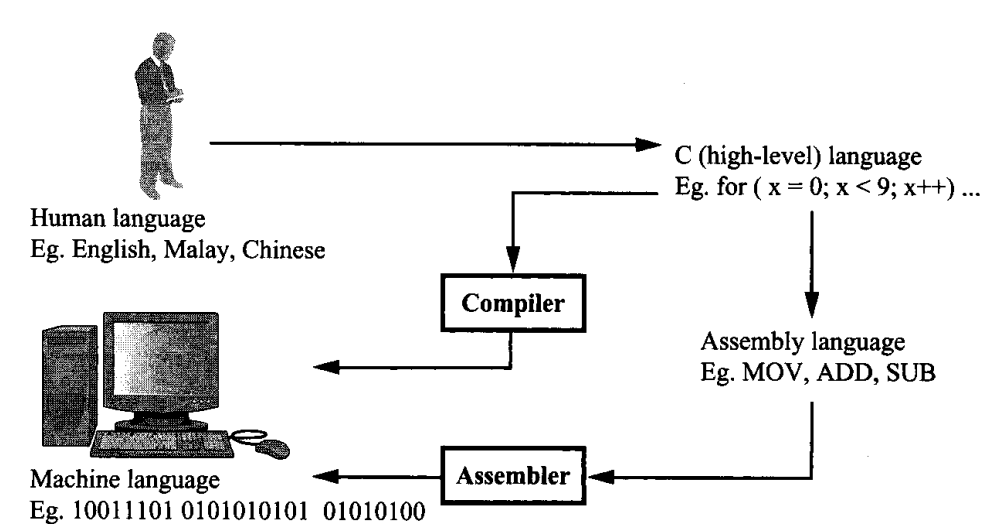 C (high-level) language
Eg. for ( x = 0; x < 9; x++) ...
Human language
Eg. English, Malay, Chinese
Compiler
Assembly language
Eg. MOV, ADD, SUB
Assembler
Machine language
Eg. 10011101 0101010101 01010100